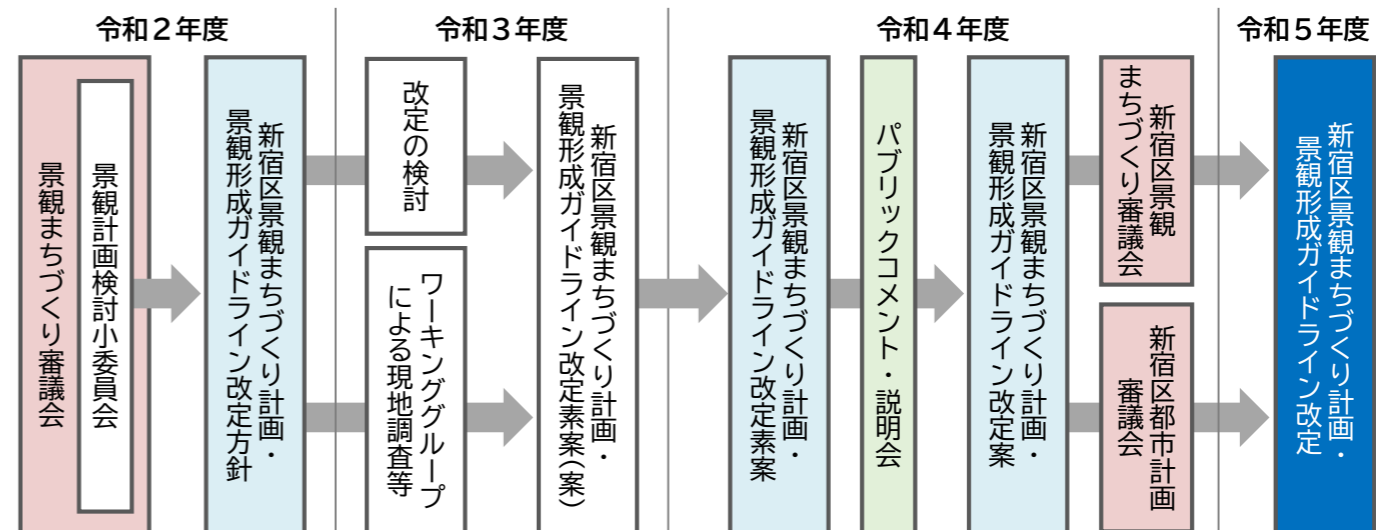 令和2年度
景観まちづくり審議会
景観計画検討小委員会
新宿区景観まちづくり計画・
景観形成ガイドライン改定方針
令和3年度
改定の検討
ワーキンググループ
による現地調査等
新宿区景観まちづくり計画・
景観形成ガイドライン改定素案(案)
令和4年度
新宿区景観まちづくり計画・
景観形成ガイドライン改定素案
パブリックコメント・説明会
新宿区景観まちづくり計画・
景観形成ガイドライン改定案
新宿区景観
まちづくり審議会
新宿区都市計画
審議会
令和5年度
新宿区景観まちづくり計画・
景観形成ガイドライン改定